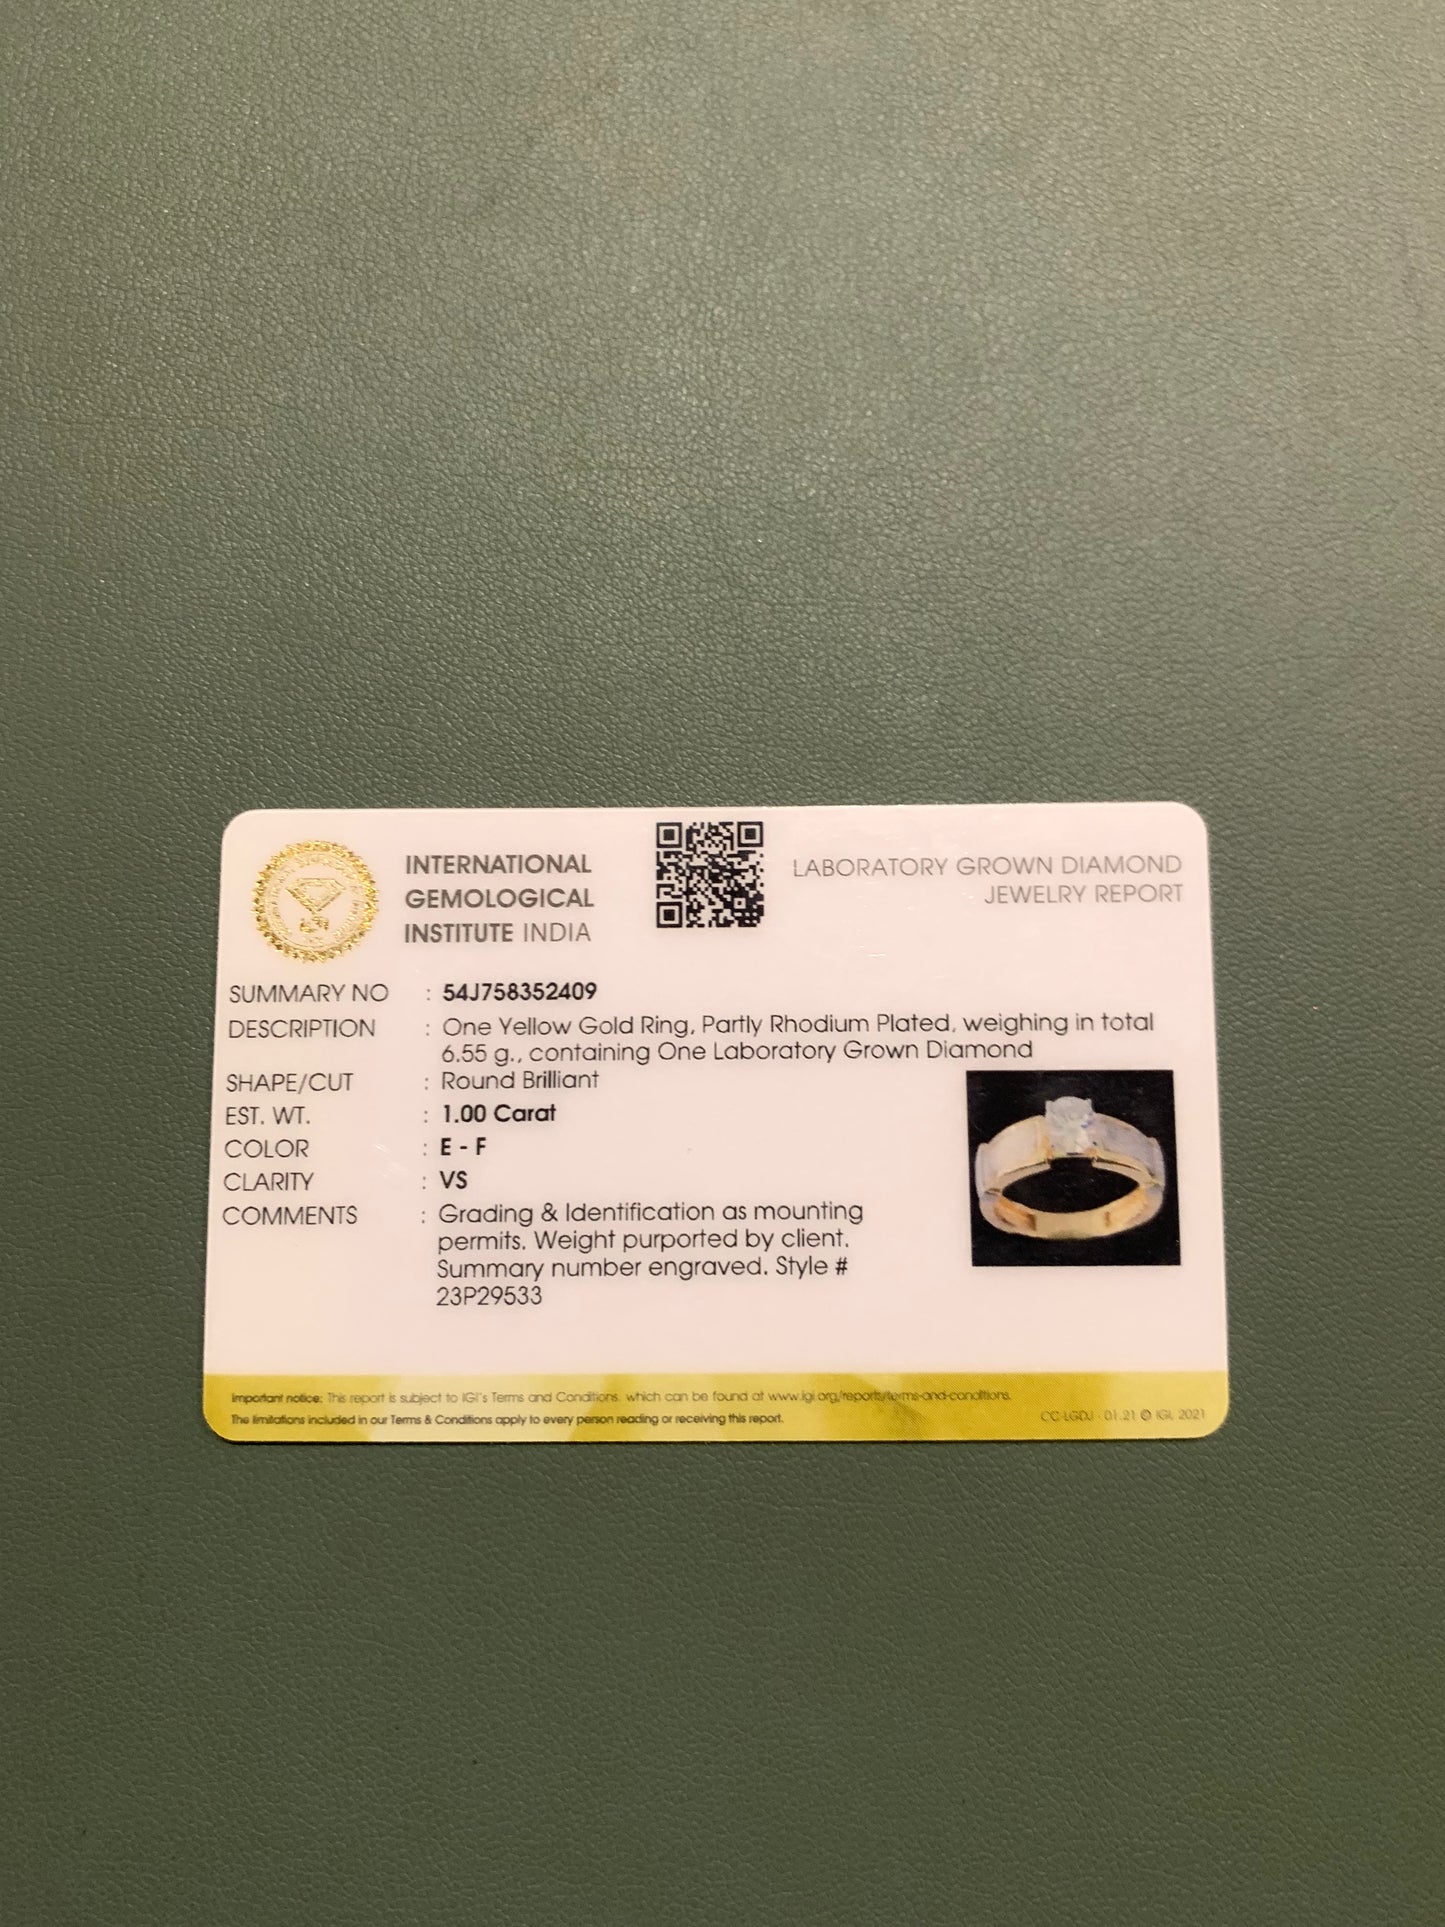 INTERNATIONAL
GEMOLOGICAL
INSTITUTE INDIA
LABORATORY GROWN DIAMOND
JEWELRY REPORT
SUMMARY NO : 54J758352409
DESCRIPTION : One Yellow Gold Ring, Partly Rhodium Plated, weighing in total
6.55 g., containing One Laboratory Grown Diamond
SHAPE/CUT : Round Brilliant
EST. WT. : 1.00 Carat
COLOR : E - F
CLARITY : VS
COMMENTS : Grading & Identification as mounting
permits. Weight purported by client.
Summary number engraved. Style #
23P29533
Important notice: This report is subject to IGI's Terms and Conditions, which can be found at www.igi.org/reports/terms-and-conditions.
The limitations included in our Terms & Conditions apply to every person reading or receiving this report.
CC-LGDJ - 01.21 © IGI, 2021